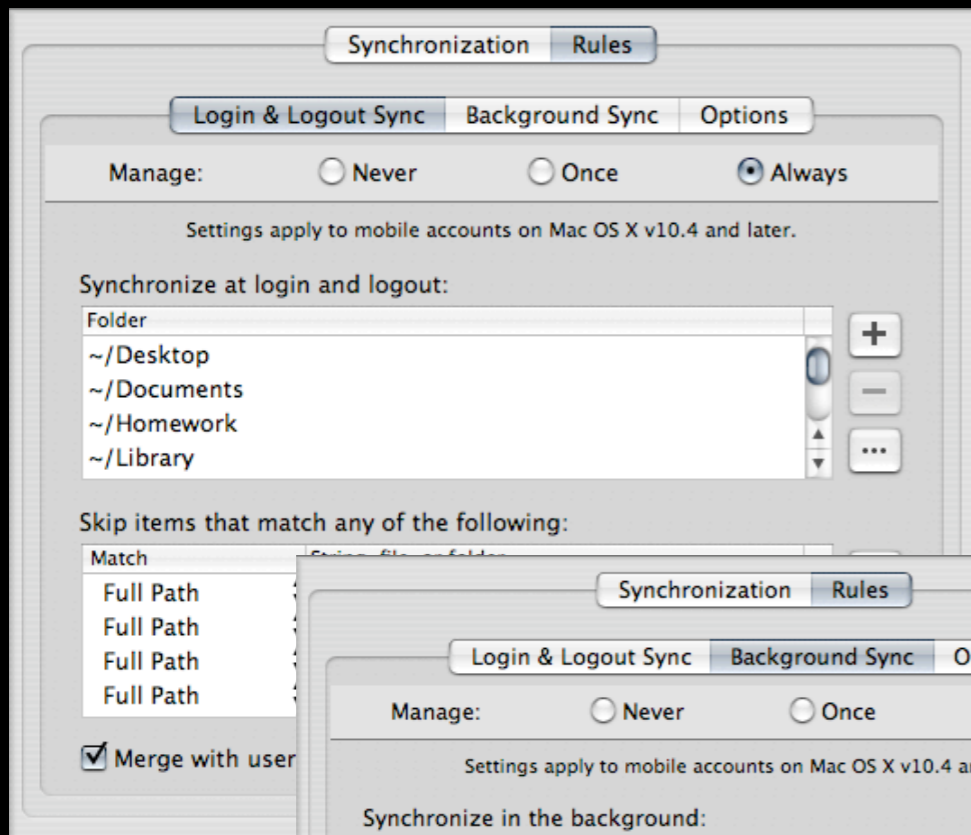 Synchronization Rules
Login & Logout Sync Background Sync Options
Manage: Never Once Always
Settings apply to mobile accounts on Mac OS X v10.4 and later.
Synchronize at login and logout:
Folder
~/Desktop
~/Documents
~/Homework
~/Library
Skip items that match any of the following:
Match
Full Path
Full Path
Full Path
Full Path
Merge with user
Synchronization Rules
Login & Logout Sync Background Sync O
Manage: Never Once
Settings apply to mobile accounts on Mac OS X v10.4 a
Synchronize in the background: